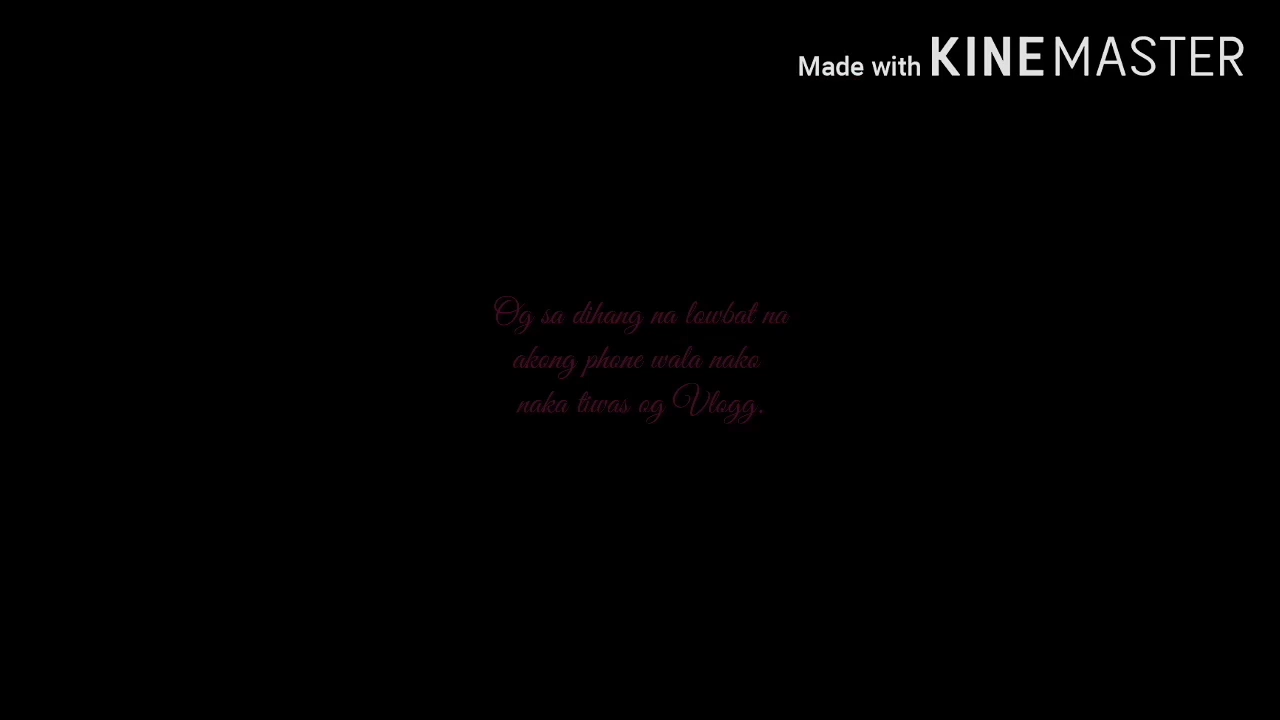 Made with KINEMASTER
Og sa dihang na lowbat na
akong phone wala nako
naka tiwas og Vlogg.